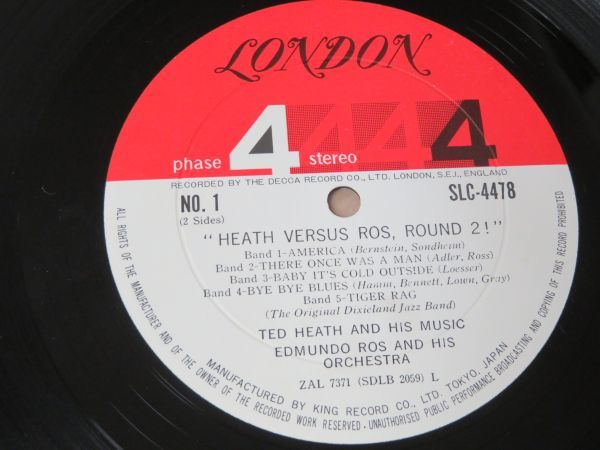 LONDON
phase 4 4 4 4 stereo
RECORDED BY THE DECCA RECORD CO., LTD. LONDON, S.E.I., ENGLAND
NO. 1
SLC-4478
(2 Sides)
"HEATH VERSUS ROS, ROUND 2!"
Band 1-AMERICA (Bernstein, Sondheim)
Band 2-THERE ONCE WAS A MAN (Adler, Ross)
Band 3-BABY IT'S COLD OUTSIDE (Loesser)
Band 4-BYE BYE BLUES (Hamm, Bennett, Lown, Gray)
Band 5-TIGER RAG
(The Original Dixieland Jazz Band)
TED HEATH AND HIS MUSIC
EDMUNDO ROS AND HIS
ORCHESTRA
ZAL 7371 (SDLB 2059) L
MANUFACTURED BY KING RECORD CO., LTD. TOKYO, JAPAN
ALL RIGHTS OF THE MANUFACTURER AND OF THE OWNER OF THE RECORDED WORK RESERVED.-UNAUTHORISED PUBLIC PERFORMANCE BROADCASTING AND COPYING OF THIS RECORD PROHIBITED